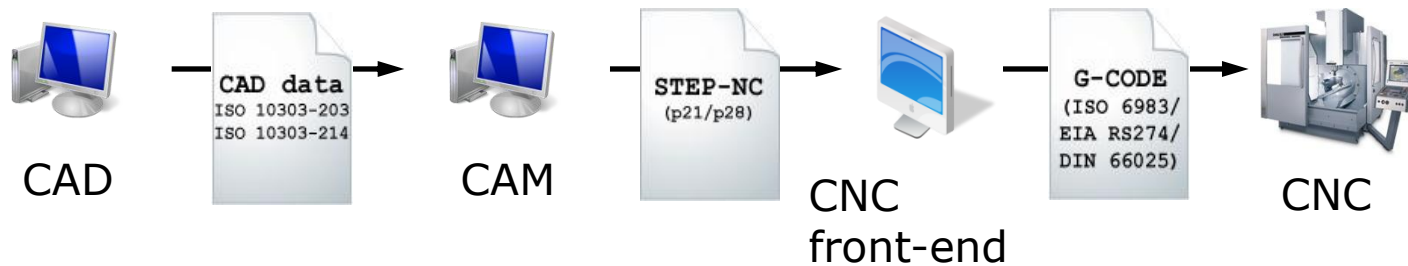 CAD data
ISO 10303-203
ISO 10303-214
STEP-NC
(p21/p28)
G-CODE
(ISO 6983/
EIA RS274/
DIN 66025)
CAD
CAM
CNC
front-end
CNC